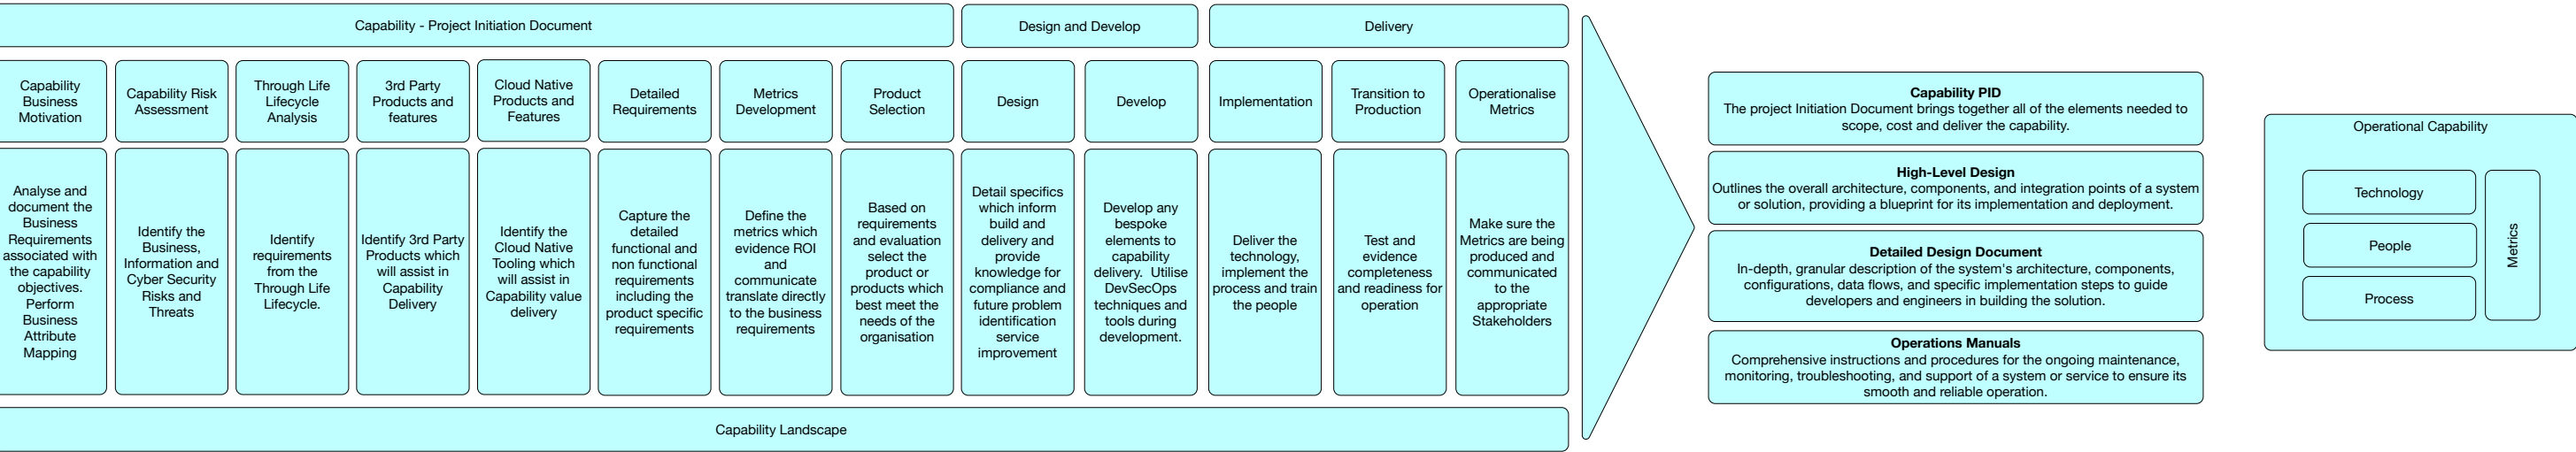 Capability - Project Initiation Document
Design and Develop
Delivery
Capability
Business
Motivation
Capability Risk
Assessment
Through Life
Lifecycle
Analysis
3rd Party
Products and
features
Cloud Native
Products and
Features
Detailed
Requirements
Metrics
Development
Product
Selection
Design
Develop
Implementation
Transition to
Production
Operationalise
Metrics
Analyse and
document the
Business
Requirements
associated with
the capability
objectives.
Perform
Business
Attribute
Mapping
Identify the
Business,
Information and
Cyber Security
Risks and
Threats
Identify
requirements
from the
Through Life
Lifecycle.
Identify 3rd Party
Products which
will assist in
Capability
Delivery
Identify the
Cloud Native
Tooling which
will assist in
Capability value
delivery
Capture the
detailed
functional and
non functional
requirements
including the
product specific
requirements
Define the
metrics which
evidence ROI
and
communicate
translate directly
to the business
requirements
Based on
requirements
and evaluation
select the
product or
products which
best meet the
needs of the
organisation
Detail specifics
which inform
build and
delivery and
provide
knowledge for
compliance and
future problem
identification
service
improvement
Develop any
bespoke
elements to
capability
delivery.  Utilise
DevSecOps
techniques and
tools during
development.
Deliver the
technology,
implement the
process and train
the people
Test and
evidence
completeness
and readiness for
operation
Make sure the
Metrics are being
produced and
communicated
to the
appropriate
Stakeholders
Capability Landscape
Capability PID
The project Initiation Document brings together all of the elements needed to
scope, cost and deliver the capability.
High-Level Design
Outlines the overall architecture, components, and integration points of a system
or solution, providing a blueprint for its implementation and deployment.
Detailed Design Document
In-depth, granular description of the system's architecture, components,
configurations, data flows, and specific implementation steps to guide
developers and engineers in building the solution.
Operations Manuals
Comprehensive instructions and procedures for the ongoing maintenance,
monitoring, troubleshooting, and support of a system or service to ensure its
smooth and reliable operation.
Operational Capability
Technology
People
Process
Metrics